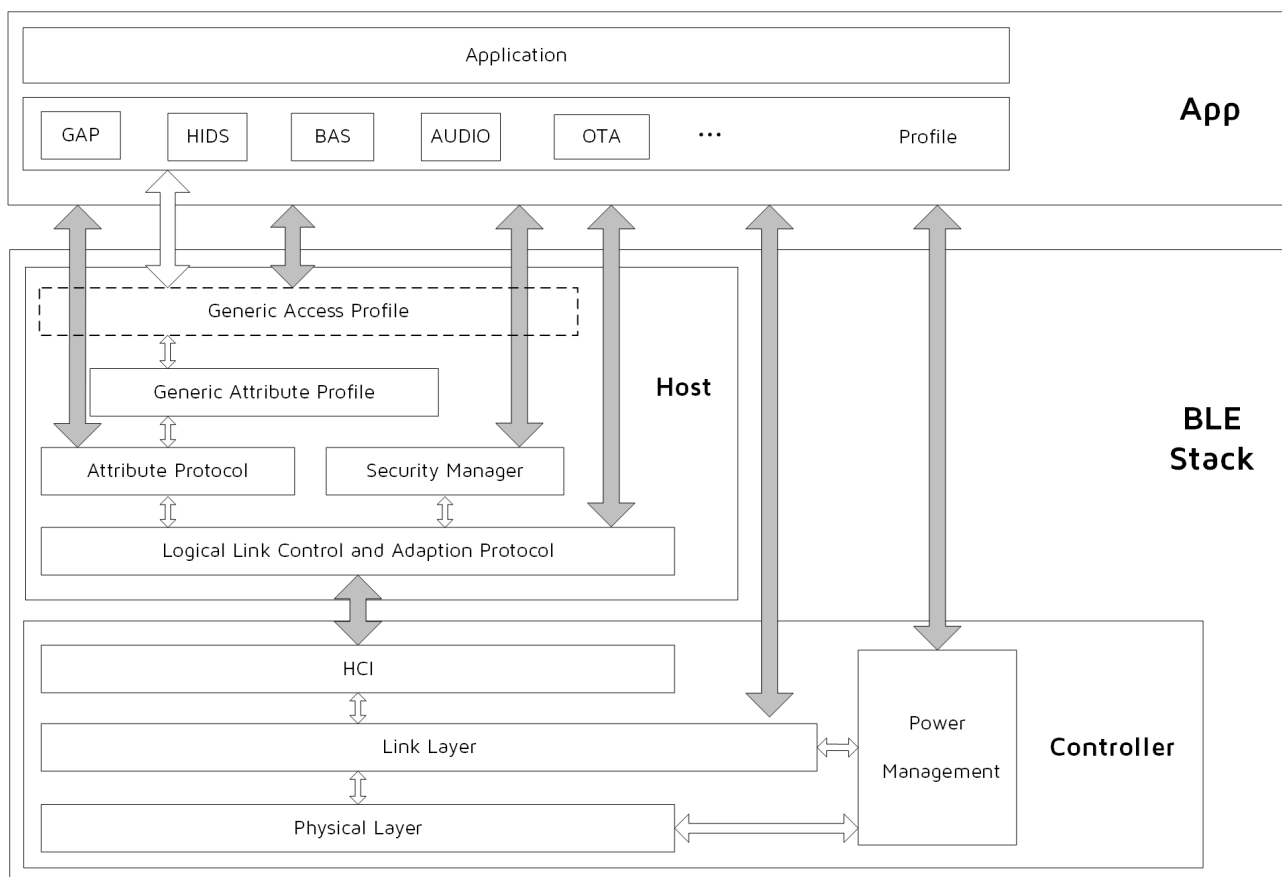 Application
App
GAP
HIDS
BAS
AUDIO
OTA
...
Profile
Generic Access Profile
Generic Attribute Profile
Host
BLE
Stack
Attribute Protocol
Security Manager
Logical Link Control and Adaption Protocol
HCI
Link Layer
Power
Management
Controller
Physical Layer